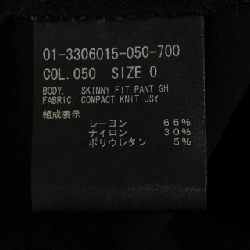 01-3306015-050-700
COL.050 SIZE 0
BODY. SKINNY FIT PANT GH
FABRIC. COMPACT KNIT JSY
組成表示
レーヨン 65%
ナイロン 30%
ポリウレタン 5%